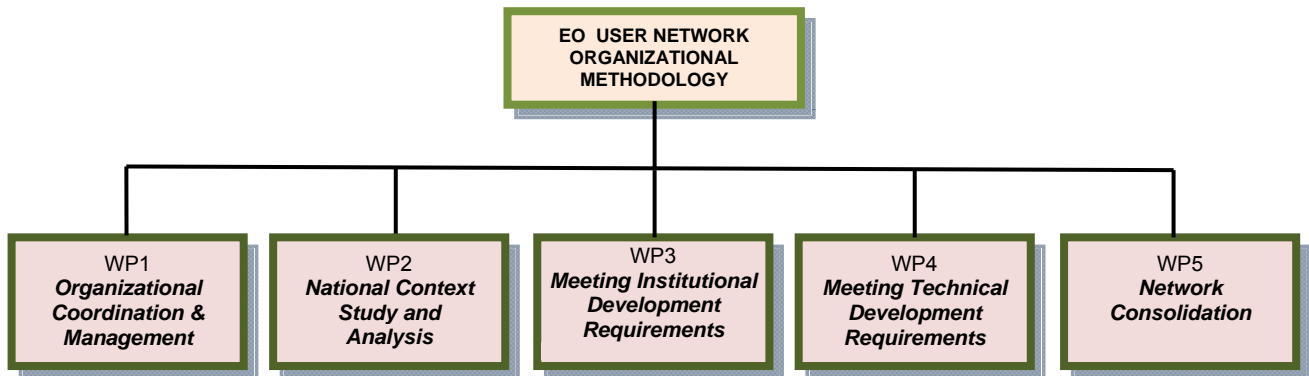 EO USER NETWORK
ORGANIZATIONAL
METHODOLOGY
WP1
Organizational
Coordination &
Management
WP2
National Context
Study and
Analysis
WP3
Meeting Institutional
Development
Requirements
WP4
Meeting Technical
Development
Requirements
WP5
Network
Consolidation